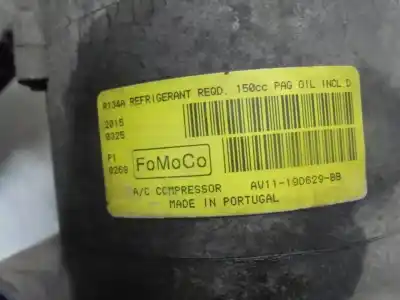 R134A REFRIGERANT REQD. 150cc PAG OIL INCL D
2015
0325
P1
0269
FoMoCo
A/C COMPRESSOR AV11-19D629-BB
MADE IN PORTUGAL